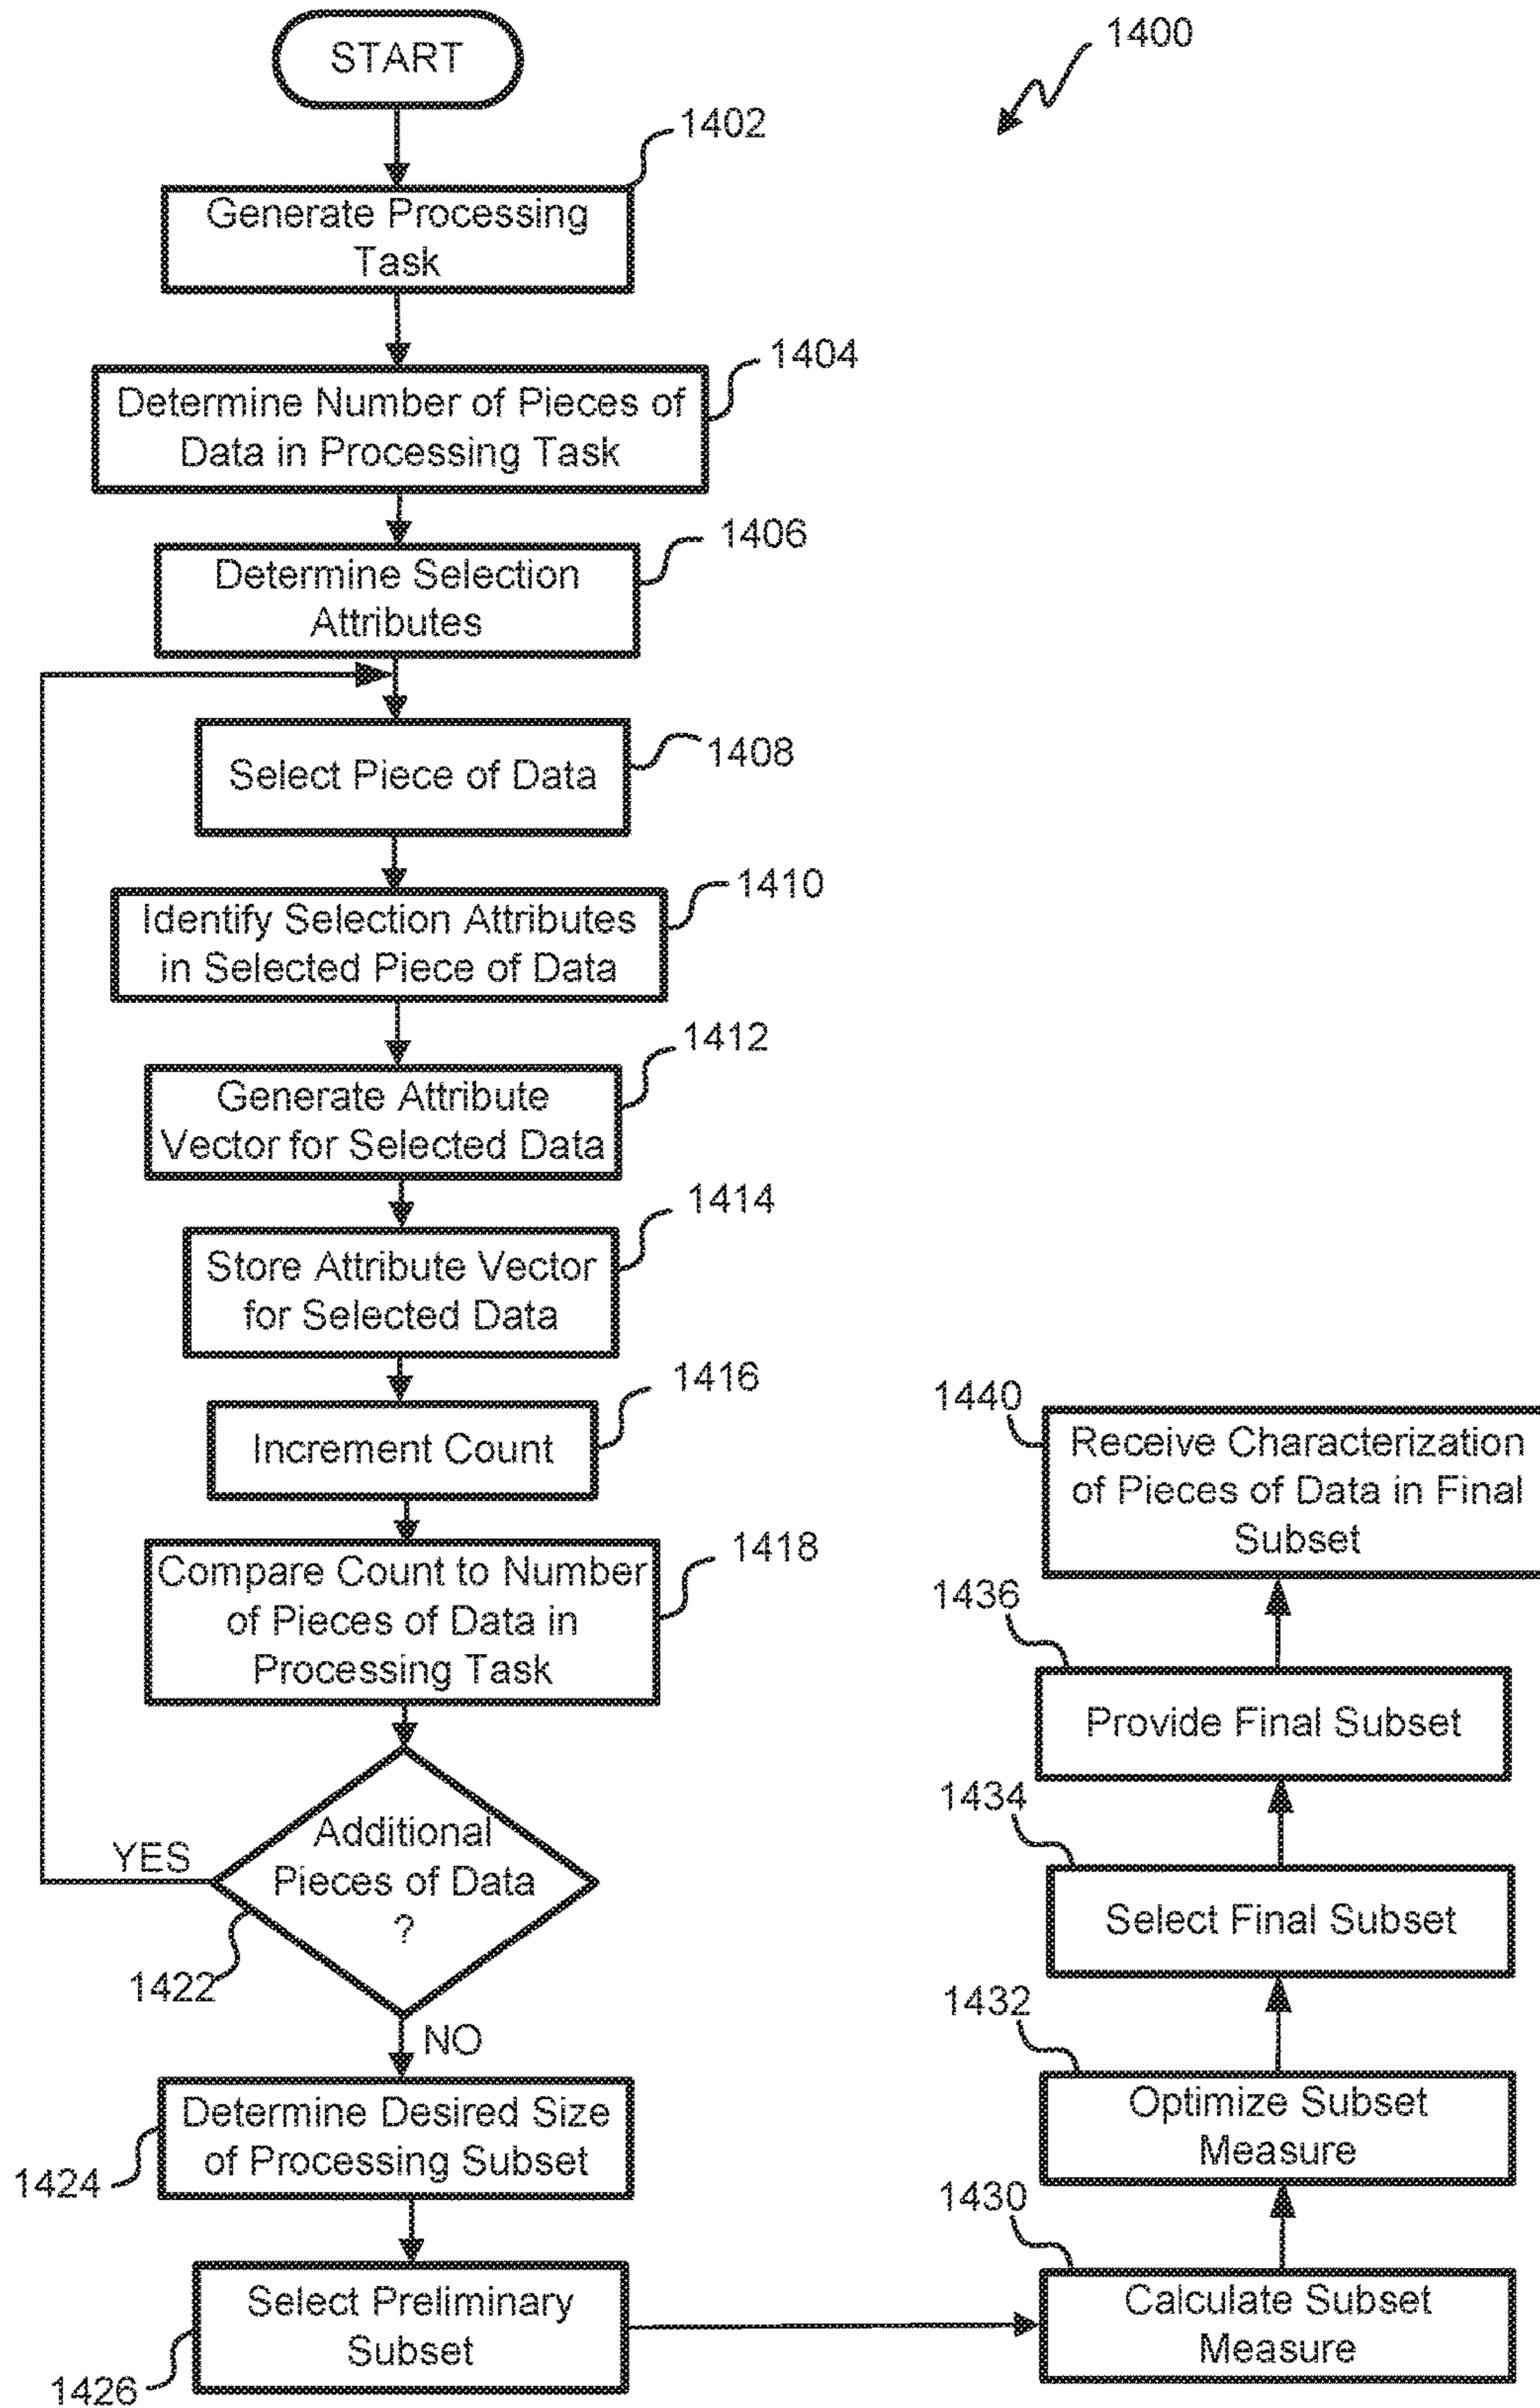 START
1400
1402
Generate Processing
Task
1404
Determine Number of Pieces of
Data in Processing Task
1406
Determine Selection
Attributes
1408
Select Piece of Data
1410
Identify Selection Attributes
in Selected Piece of Data
1412
Generate Attribute
Vector for Selected Data
1414
Store Attribute Vector
for Selected Data
1416
Increment Count
1418
Compare Count to Number
of Pieces of Data in
Processing Task
Additional
Pieces of Data
?
YES
1422
NO
Determine Desired Size
of Processing Subset
1424
Select Preliminary
Subset
1426
1430
Calculate Subset
Measure
1432
Optimize Subset
Measure
1434
Select Final Subset
1436
Provide Final Subset
1440
Receive Characterization
of Pieces of Data in Final
Subset